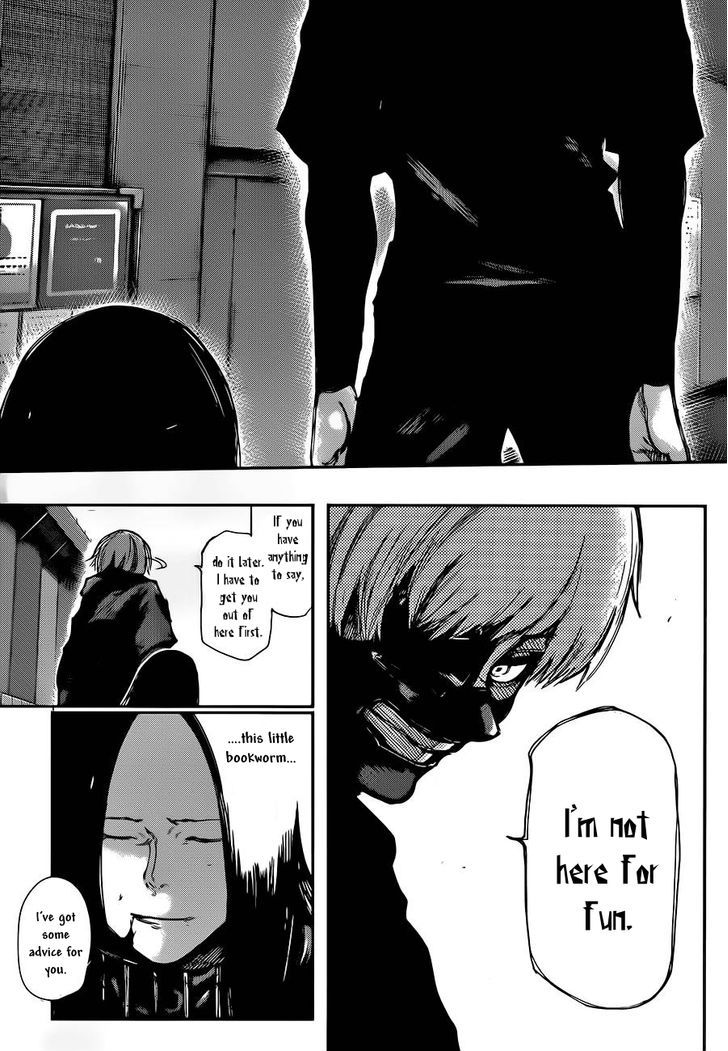 I'm not
here for
fun.
If you
have
anything
to say,
do it later.
I have to
get you
out of
here first.
....this little
bookworm...
I've got
some
advice for
you.